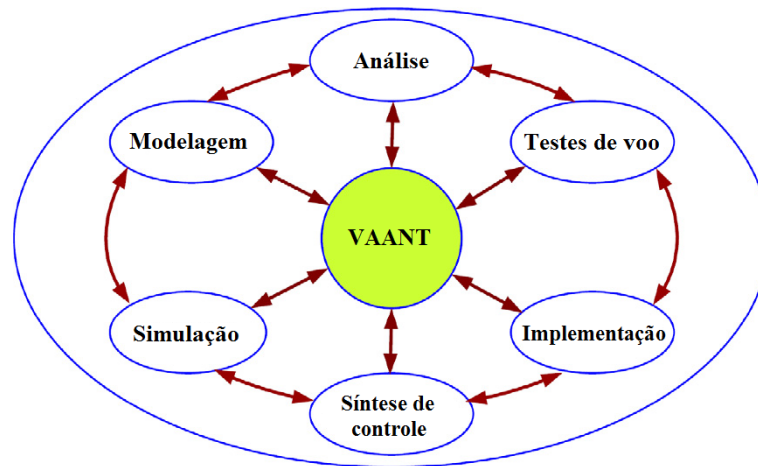 Análise
Modelagem
Testes de voo
VAANT
Simulação
Implementação
Síntese de
controle